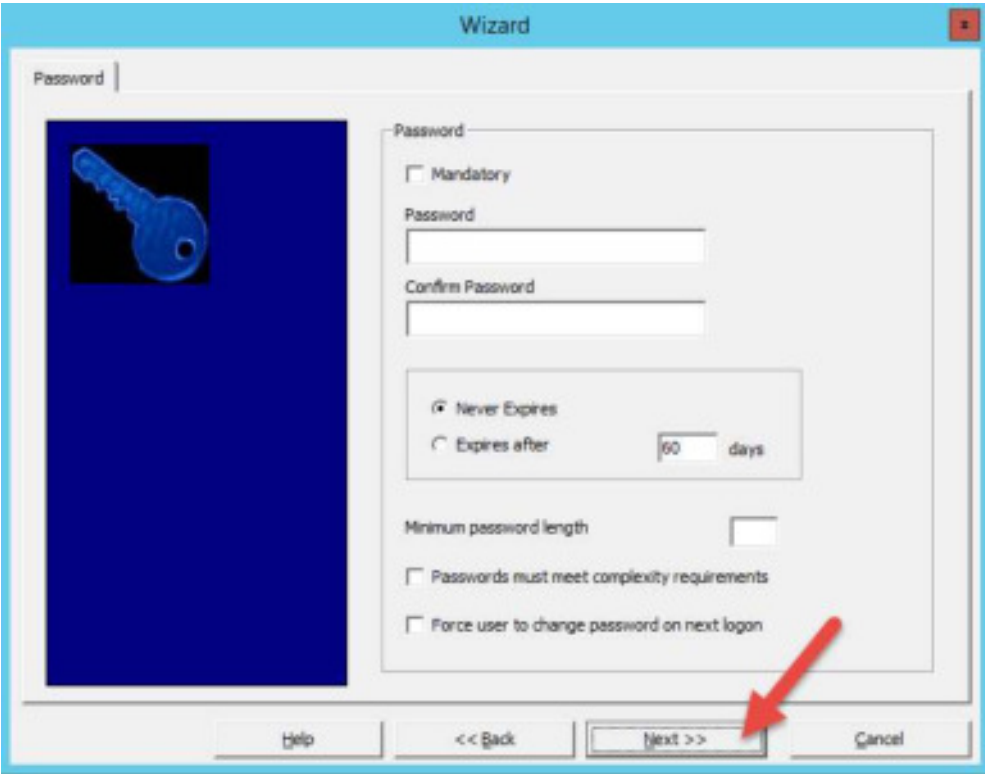 Wizard
x
Password
Password
Mandatory
Password
Confirm Password
Never Expires
Expires after 60 days
Minimum password length
Passwords must meet complexity requirements
Force user to change password on next logon
Help << Back Next >> Cancel